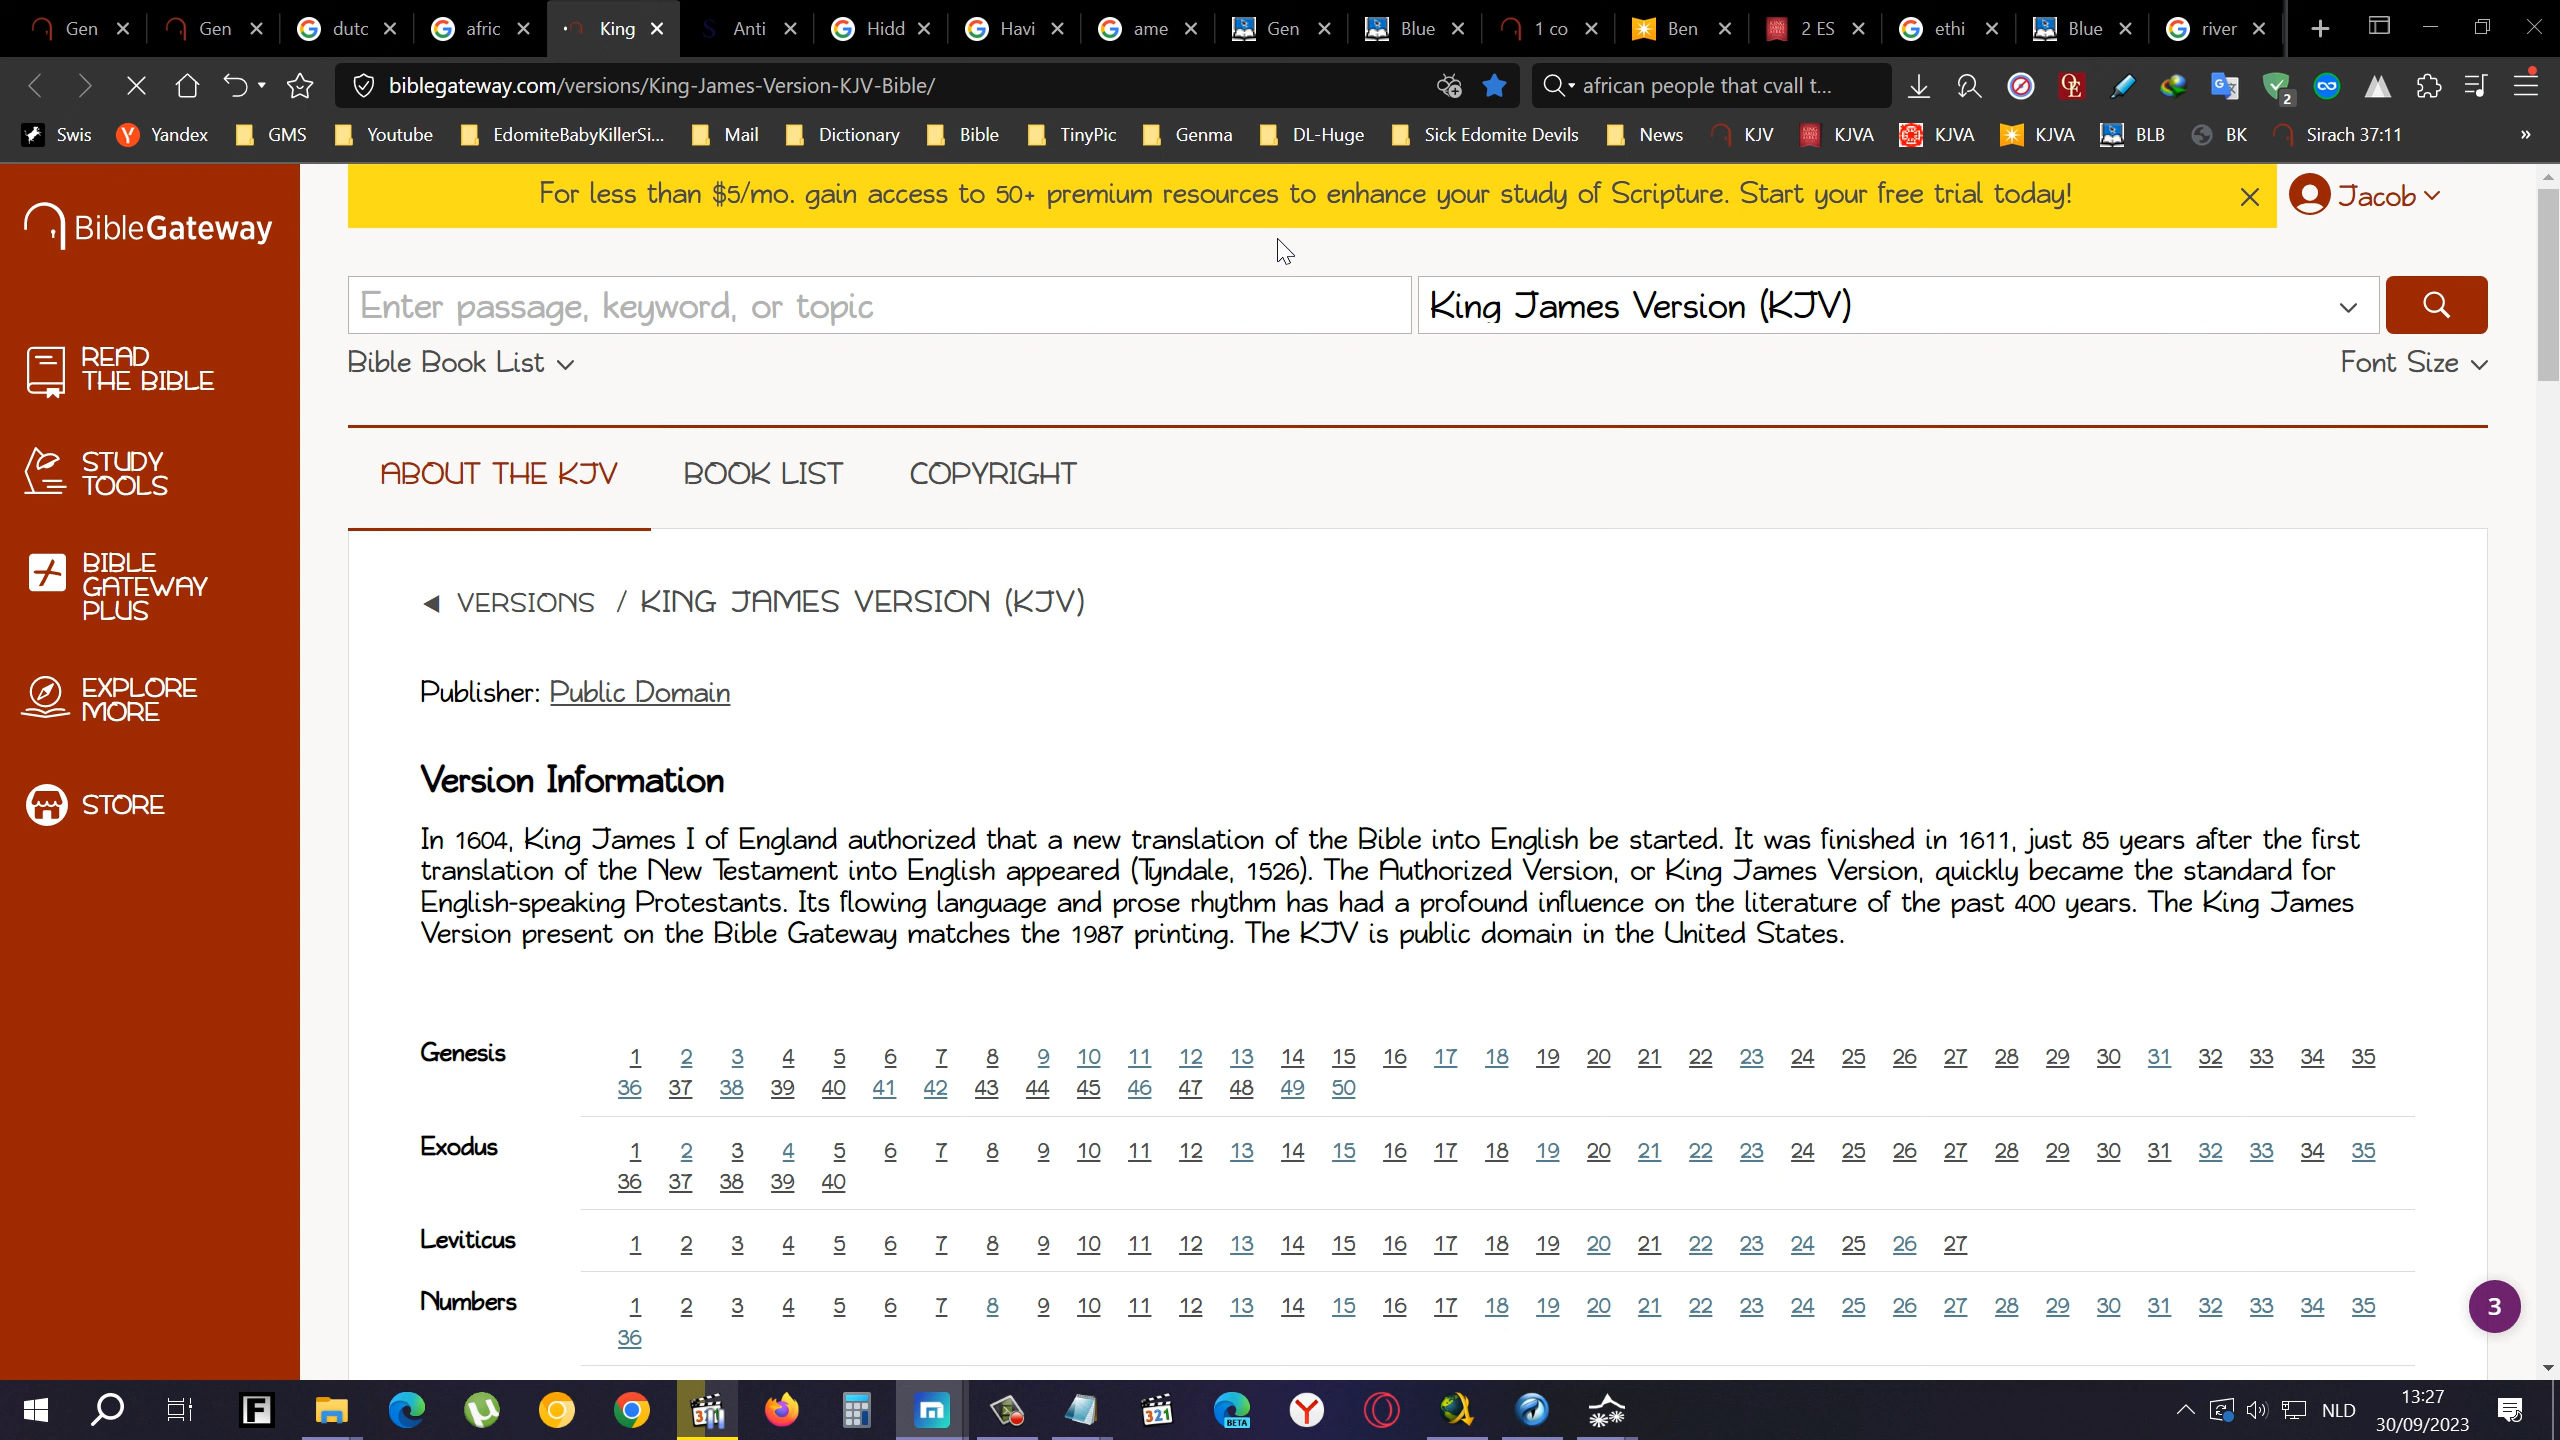 Gen Gen dutc afric King Anti Hidd Havi ame Gen Blue 1 co Ben 2 ES ethi Blue river
biblegateway.com/versions/King-James-Version-KJV-Bible/ african people that cvall t... 2
Swis Yandex GMS Youtube EdomiteBabyKillerSi... Mail Dictionary Bible TinyPic Genma DL-Huge Sick Edomite Devils News KJV KJVA KJVA KJVA BLB BK Sirach 37:11 »
For less than $5/mo. gain access to 50+ premium resources to enhance your study of Scripture. Start your free trial today!
Jacob
BibleGateway
Enter passage, keyword, or topic
King James Version (KJV)
Bible Book List
Font Size
READ
THE BIBLE
STUDY
TOOLS
BIBLE
GATEWAY
PLUS
EXPLORE
MORE
STORE
ABOUT THE KJV BOOK LIST COPYRIGHT
VERSIONS / KING JAMES VERSION (KJV)
Publisher: Public Domain
Version Information
In 1604, King James I of England authorized that a new translation of the Bible into English be started. It was finished in 1611, just 85 years after the first
translation of the New Testament into English appeared (Tyndale, 1526). The Authorized Version, or King James Version, quickly became the standard for
English-speaking Protestants. Its flowing language and prose rhythm has had a profound influence on the literature of the past 400 years. The King James
Version present on the Bible Gateway matches the 1987 printing. The KJV is public domain in the United States.
Genesis 1 2 3 4 5 6 7 8 9 10 11 12 13 14 15 16 17 18 19 20 21 22 23 24 25 26 27 28 29 30 31 32 33 34 35
36 37 38 39 40 41 42 43 44 45 46 47 48 49 50
Exodus 1 2 3 4 5 6 7 8 9 10 11 12 13 14 15 16 17 18 19 20 21 22 23 24 25 26 27 28 29 30 31 32 33 34 35
36 37 38 39 40
Leviticus 1 2 3 4 5 6 7 8 9 10 11 12 13 14 15 16 17 18 19 20 21 22 23 24 25 26 27
Numbers 1 2 3 4 5 6 7 8 9 10 11 12 13 14 15 16 17 18 19 20 21 22 23 24 25 26 27 28 29 30 31 32 33 34 35
36
3
321 BETA NLD
13:27
30/09/2023